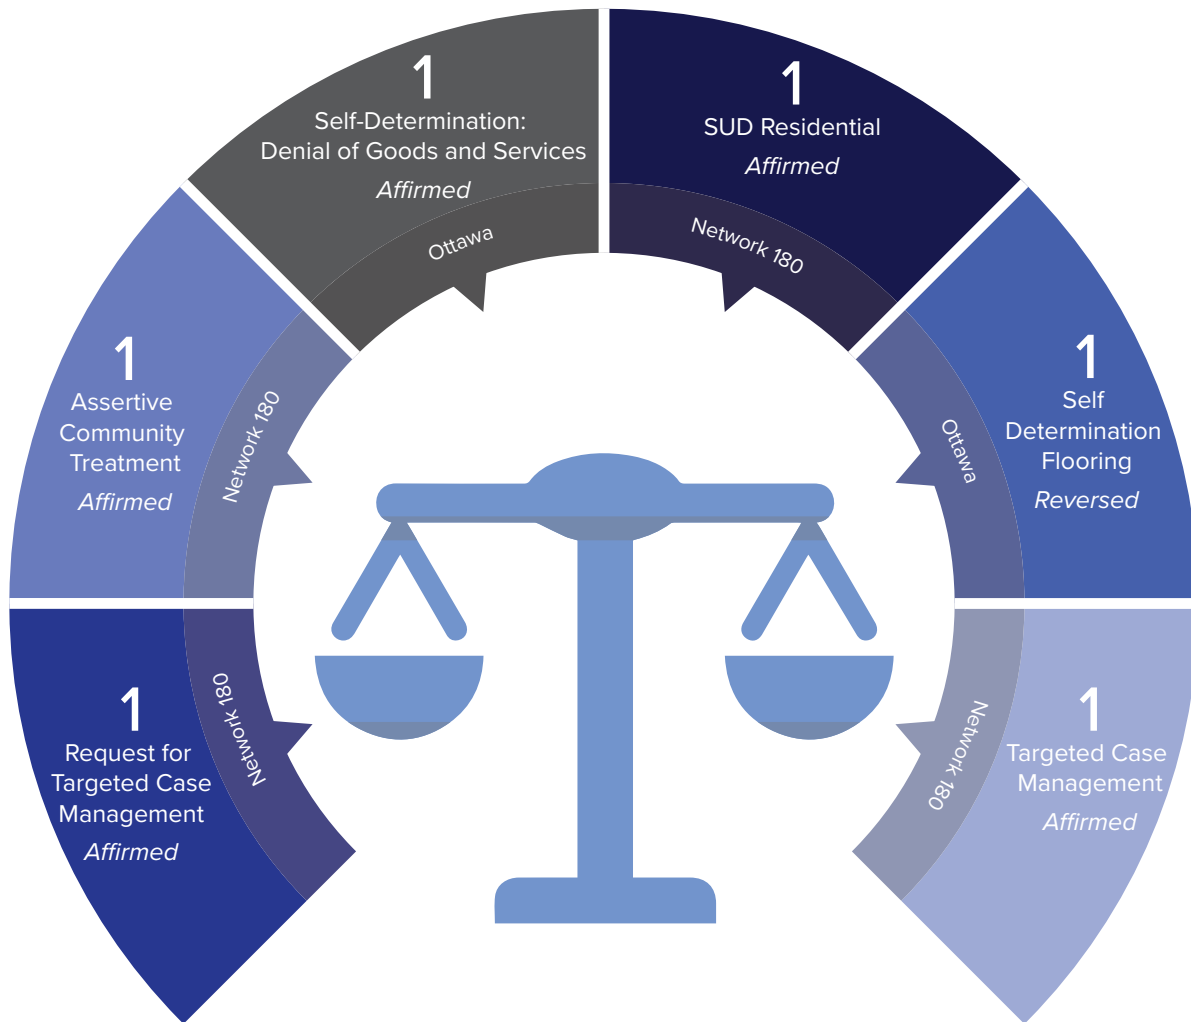 1
Request for
Targeted Case
Management
Affirmed
Network 180
1
Assertive
Community
Treatment
Affirmed
Network 180
1
Self-Determination:
Denial of Goods and Services
Affirmed
Ottawa
1
SUD Residential
Affirmed
Network 180
1
Self
Determination
Flooring
Reversed
Ottawa
1
Targeted Case
Management
Affirmed
Network 180